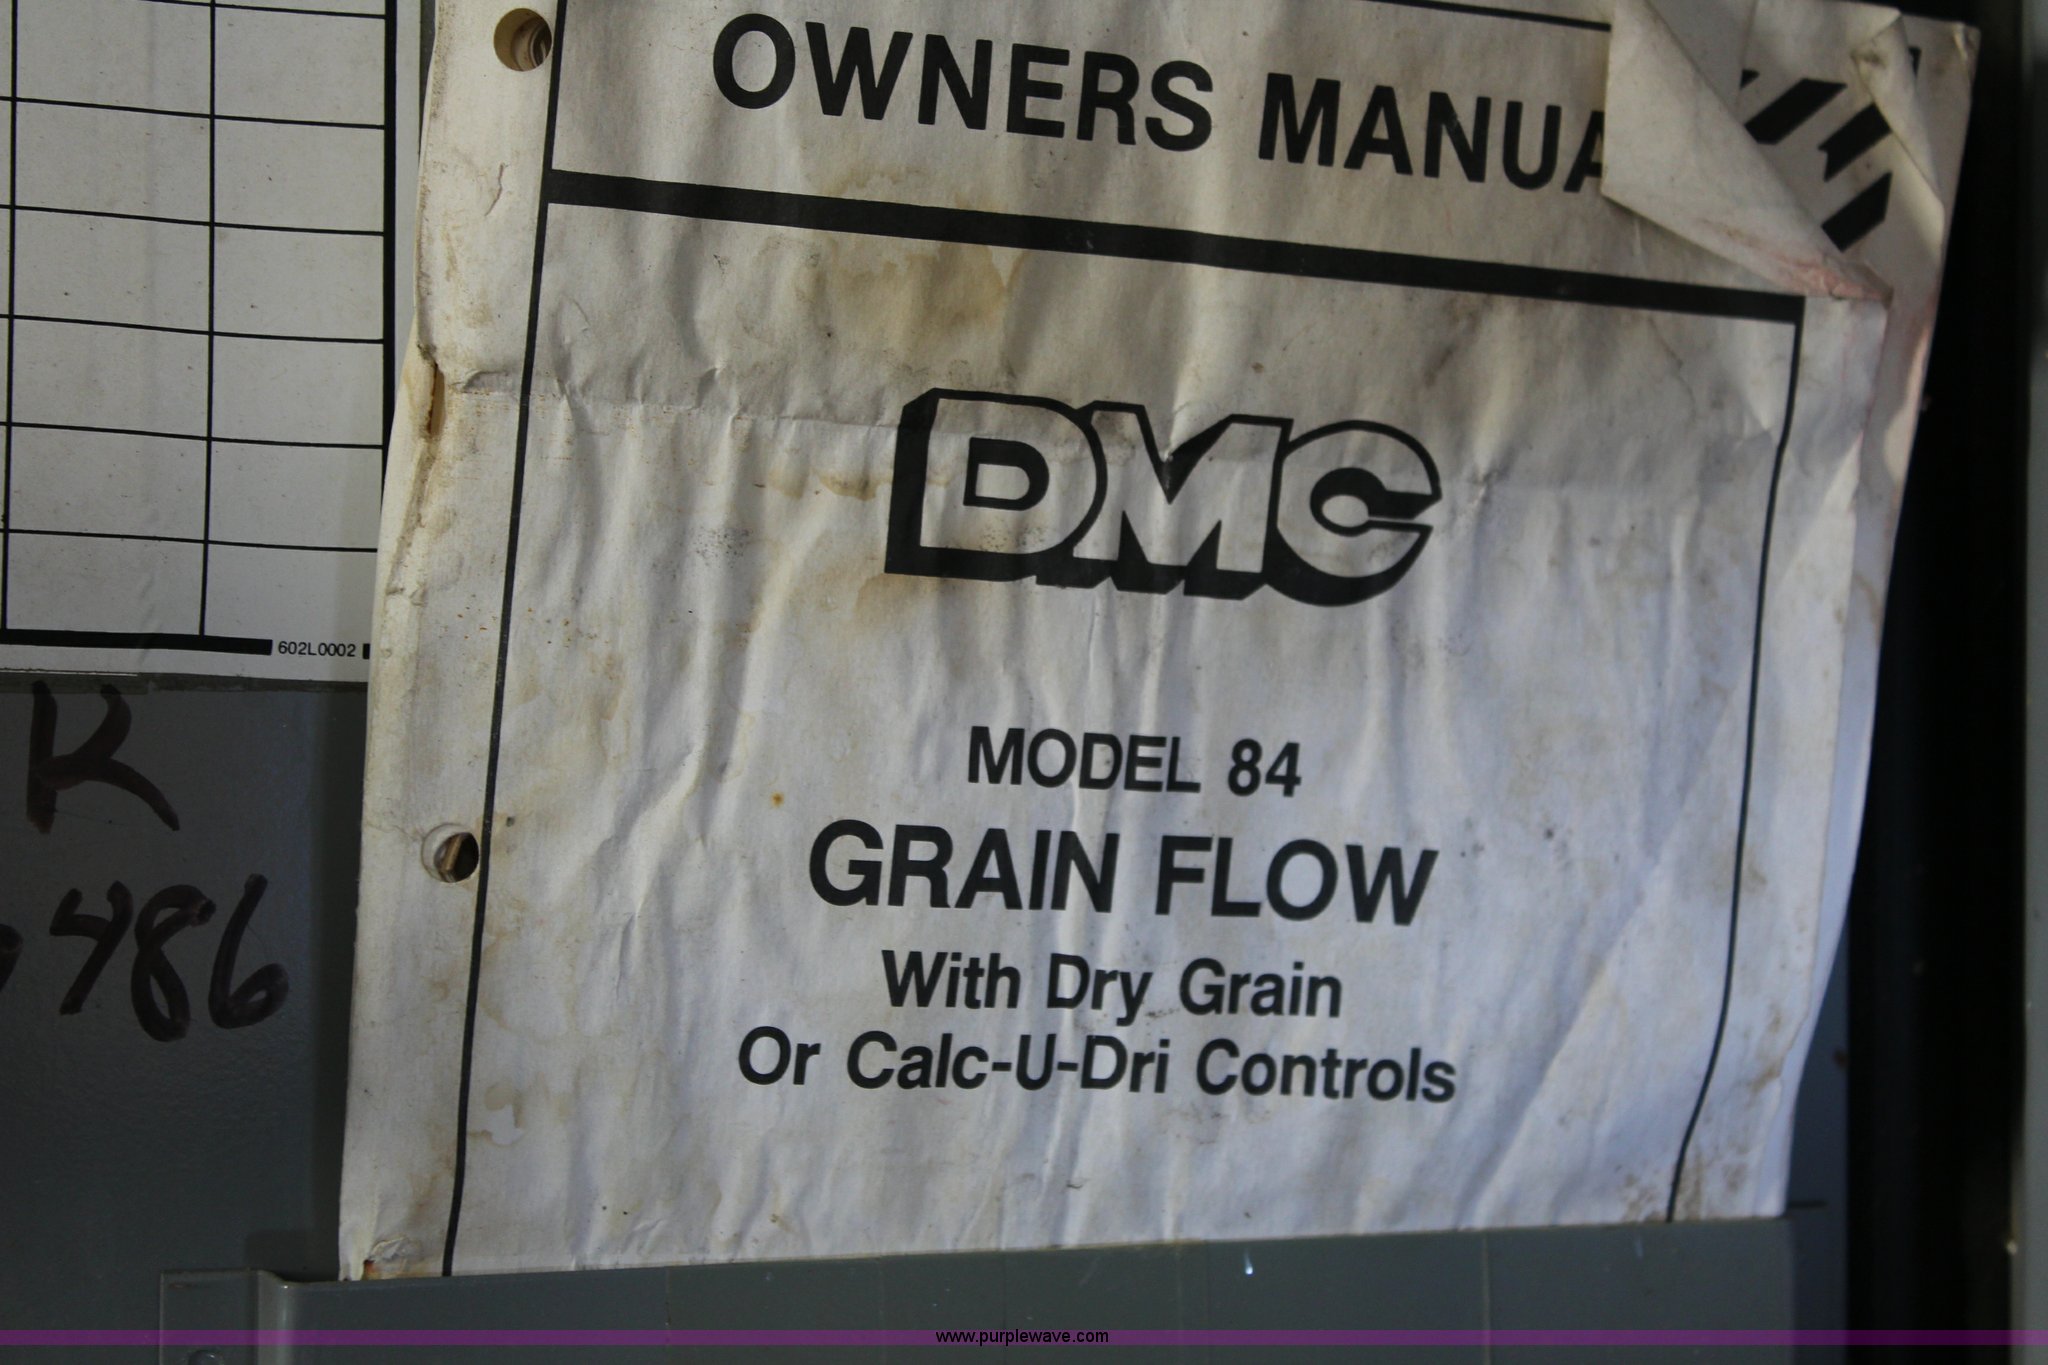 OWNERS MANUA
DMC
MODEL 84
GRAIN FLOW
With Dry Grain
Or Calc-U-Dri Controls
602L0002
K
486
www.purplewave.com